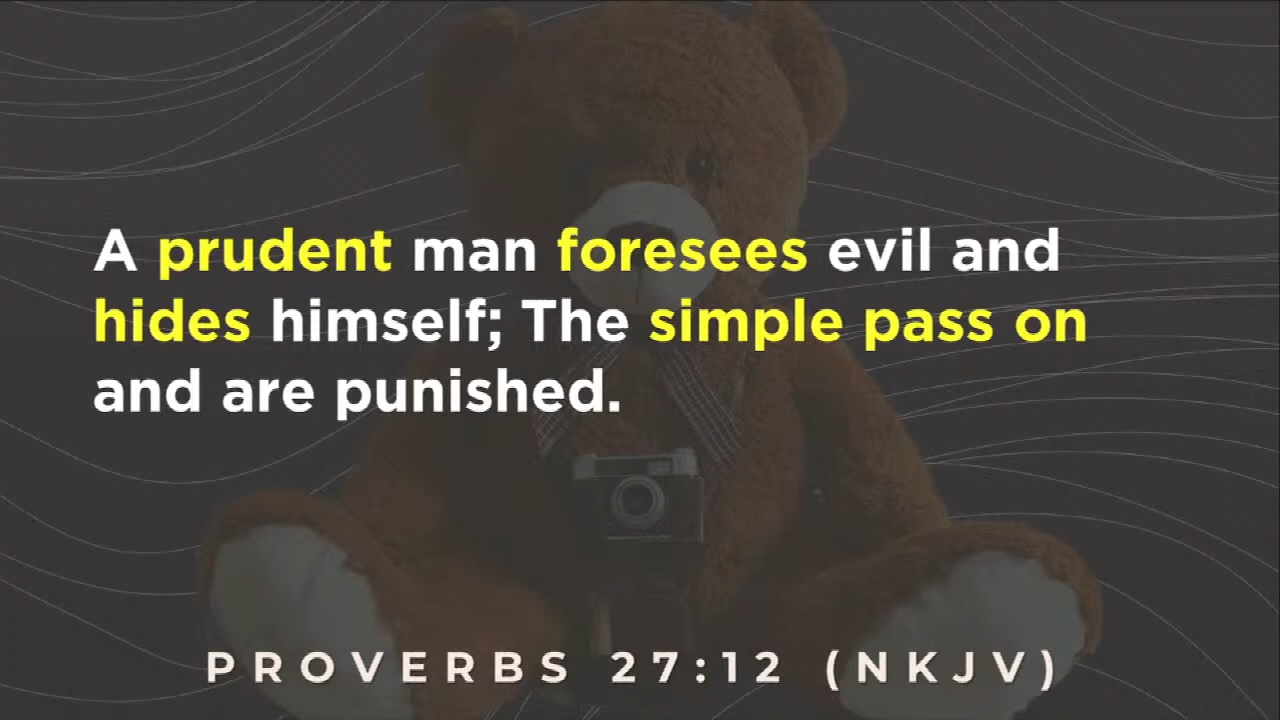 A prudent man foresees evil and
hides himself; The simple pass on
and are punished.
PROVERBS 27:12 (NKJV)